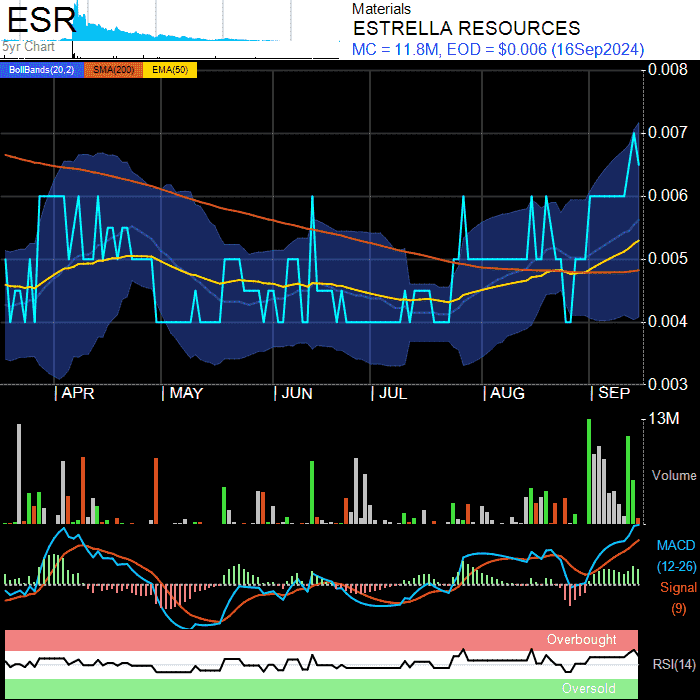 ESR
5yr Chart
Materials
ESTRELLA RESOURCES
MC = 11.8M, EOD = $0.006 (16Sep2024)
BollBands(20,2) SMA(200) EMA(50)
0.008
0.007
0.006
0.005
0.004
0.003
APR MAY JUN JUL AUG SEP
13M
Volume
MACD
(12-26)
Signal
(9)
Overbought
RSI(14)
Oversold